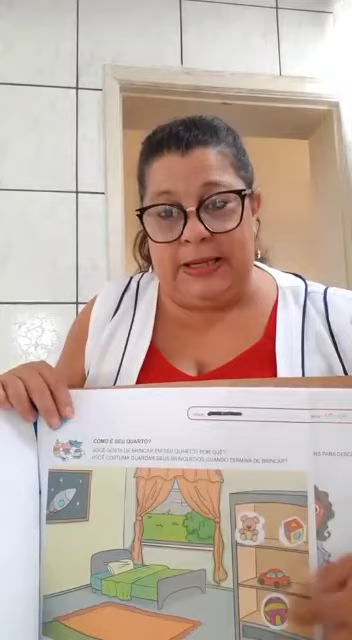 COMO É SEU QUARTO?
VOCÊ GOSTA DE BRINCAR EM SEU QUARTO? POR QUÊ?
VOCÊ COSTUMA GUARDAR SEUS BRINQUEDOS QUANDO TERMINA DE BRINCAR?
PARA